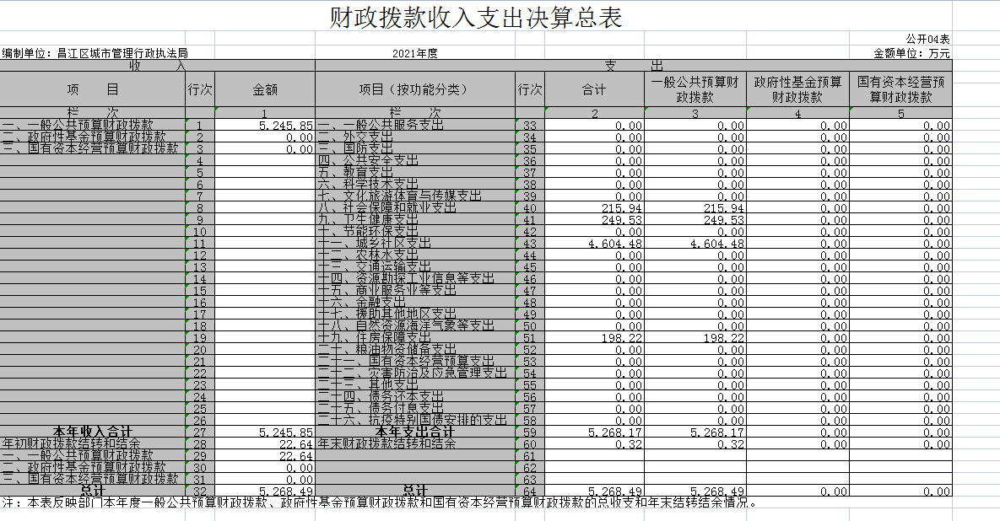 财政拨款收入支出决算总表
公开04表
编制单位：昌江区城市管理行政执法局 2021年度 金额单位：万元
收 入 支 出
项 目 行次 金额 项目（按功能分类） 行次 合计 一般公共预算财政拨款 政府性基金预算财政拨款 国有资本经营预算财政拨款
栏 次 1 栏 次 2 3 4 5
一、一般公共预算财政拨款 1 5,245.85 一、一般公共服务支出 33 0.00 0.00 0.00 0.00
二、政府性基金预算财政拨款 2 0.00 二、外交支出 34 0.00 0.00 0.00 0.00
三、国有资本经营预算财政拨款 3 0.00 三、国防支出 35 0.00 0.00 0.00 0.00
4 四、公共安全支出 36 0.00 0.00 0.00 0.00
5 五、教育支出 37 0.00 0.00 0.00 0.00
6 六、科学技术支出 38 0.00 0.00 0.00 0.00
7 七、文化旅游体育与传媒支出 39 0.00 0.00 0.00 0.00
8 八、社会保障和就业支出 40 215.94 215.94 0.00 0.00
9 九、卫生健康支出 41 249.53 249.53 0.00 0.00
10 十、节能环保支出 42 0.00 0.00 0.00 0.00
11 十一、城乡社区支出 43 4,604.48 4,604.48 0.00 0.00
12 十二、农林水支出 44 0.00 0.00 0.00 0.00
13 十三、交通运输支出 45 0.00 0.00 0.00 0.00
14 十四、资源勘探工业信息等支出 46 0.00 0.00 0.00 0.00
15 十五、商业服务业等支出 47 0.00 0.00 0.00 0.00
16 十六、金融支出 48 0.00 0.00 0.00 0.00
17 十七、援助其他地区支出 49 0.00 0.00 0.00 0.00
18 十八、自然资源海洋气象等支出 50 0.00 0.00 0.00 0.00
19 十九、住房保障支出 51 198.22 198.22 0.00 0.00
20 二十、粮油物资储备支出 52 0.00 0.00 0.00 0.00
21 二十一、国有资本经营预算支出 53 0.00 0.00 0.00 0.00
22 二十二、灾害防治及应急管理支出 54 0.00 0.00 0.00 0.00
23 二十三、其他支出 55 0.00 0.00 0.00 0.00
24 二十四、债务还本支出 56 0.00 0.00 0.00 0.00
25 二十五、债务付息支出 57 0.00 0.00 0.00 0.00
26 二十六、抗疫特别国债安排的支出 58 0.00 0.00 0.00 0.00
本年收入合计 27 5,245.85 本年支出合计 59 5,268.17 5,268.17 0.00 0.00
年初财政拨款结转和结余 28 22.64 年末财政拨款结转和结余 60 0.32 0.32 0.00 0.00
一、一般公共预算财政拨款 29 22.64 61
二、政府性基金预算财政拨款 30 0.00 62
三、国有资本经营预算财政拨款 31 0.00 63
总计 32 5,268.49 总计 64 5,268.49 5,268.49 0.00 0.00
注：本表反映部门本年度一般公共预算财政拨款、政府性基金预算财政拨款和国有资本经营预算财政拨款的总收支和年末结转结余情况。